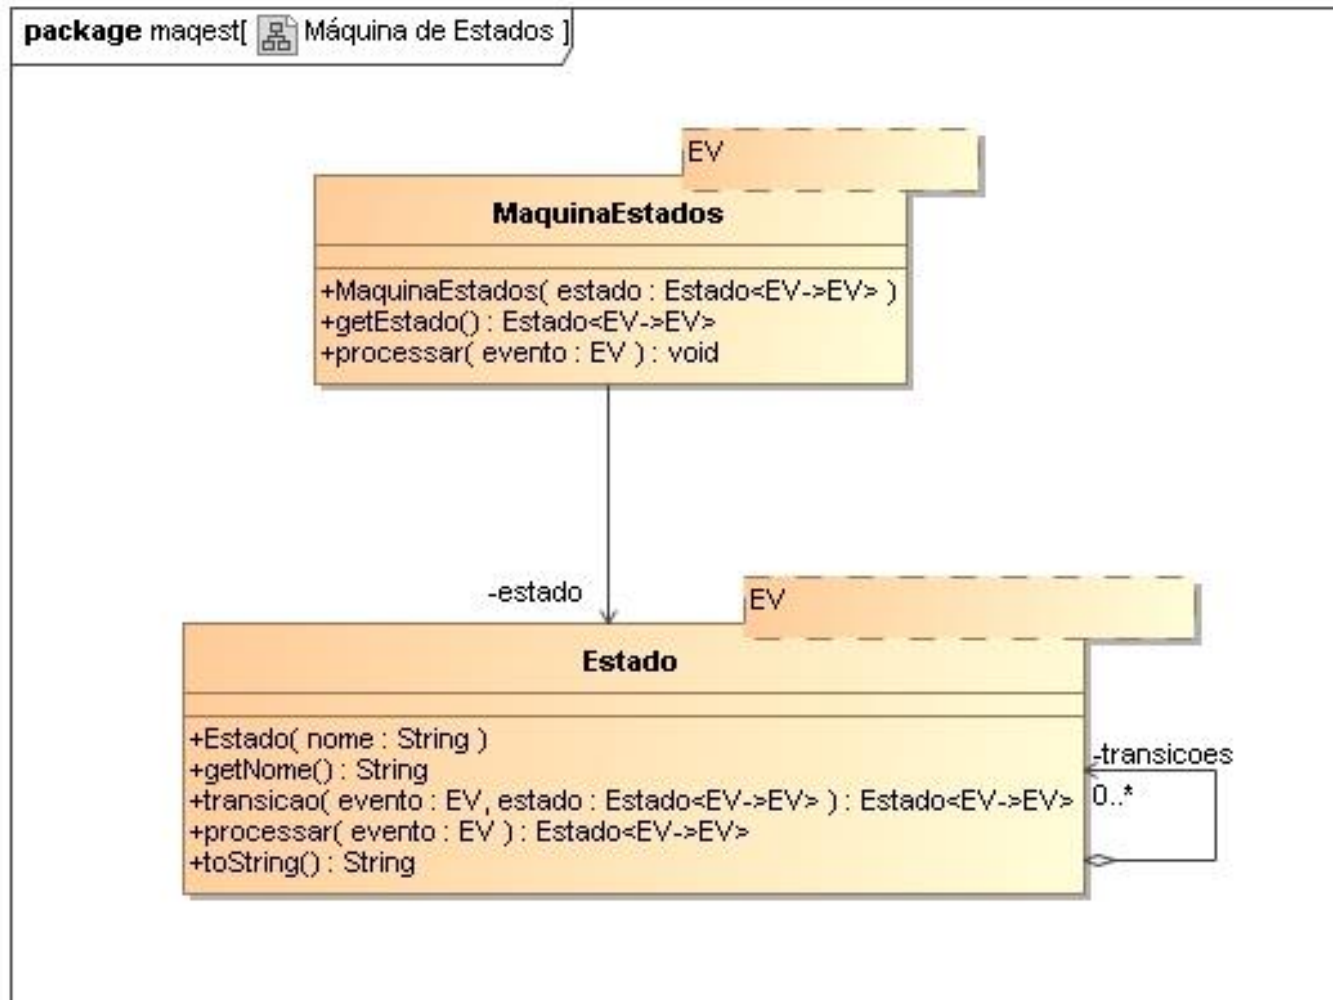 package maqest[ Máquina de Estados ]
EV
MaquinaEstados
+MaquinaEstados( estado : Estado<EV->EV> )
+getEstado() : Estado<EV->EV>
+processar( evento : EV ) : void
-estado
EV
Estado
+Estado( nome : String )
+getNome() : String
+transicao( evento : EV, estado : Estado<EV->EV> ) : Estado<EV->EV>
+processar( evento : EV ) : Estado<EV->EV>
+toString() : String
-transicoes
0..*